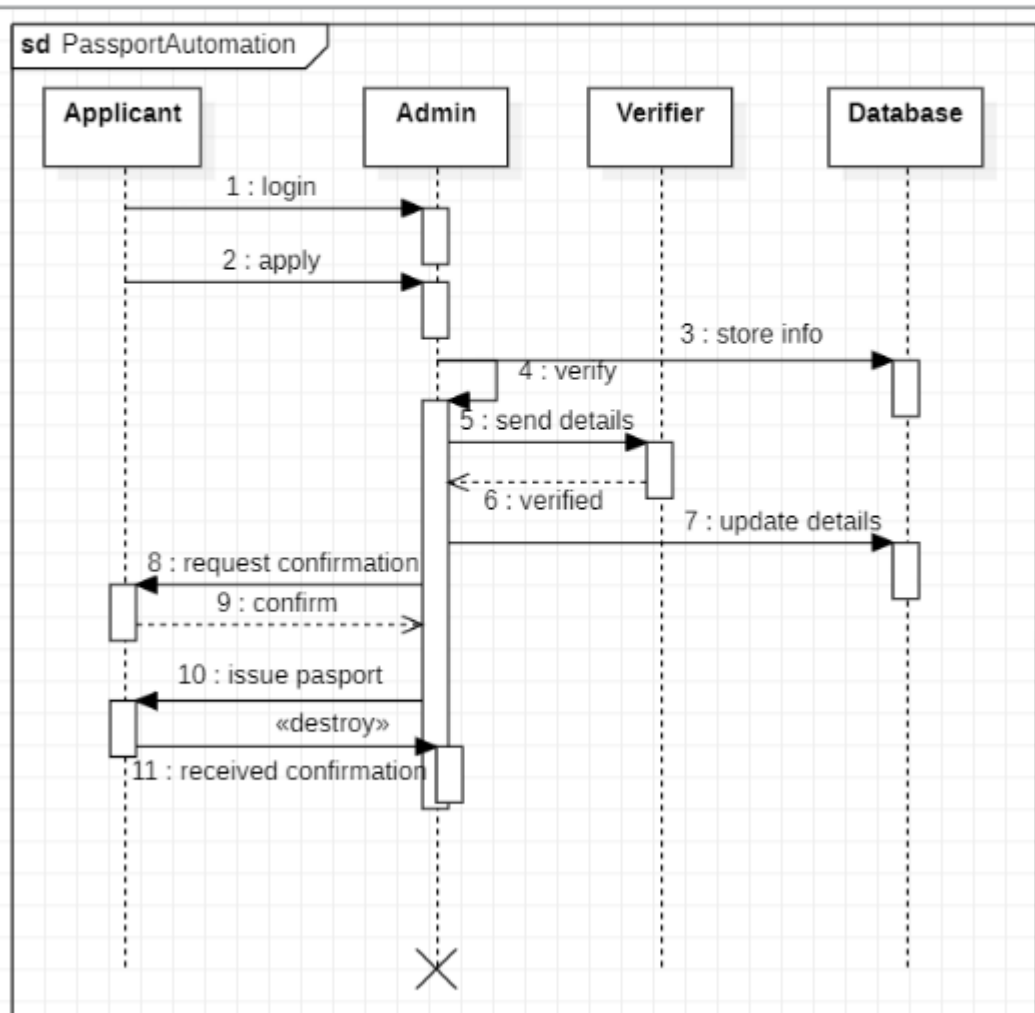 sd PassportAutomation
Applicant
Admin
Verifier
Database
1 : login
2 : apply
3 : store info
4 : verify
5 : send details
6 : verified
7 : update details
8 : request confirmation
9 : confirm
10 : issue pasport
«destroy»
11 : received confirmation